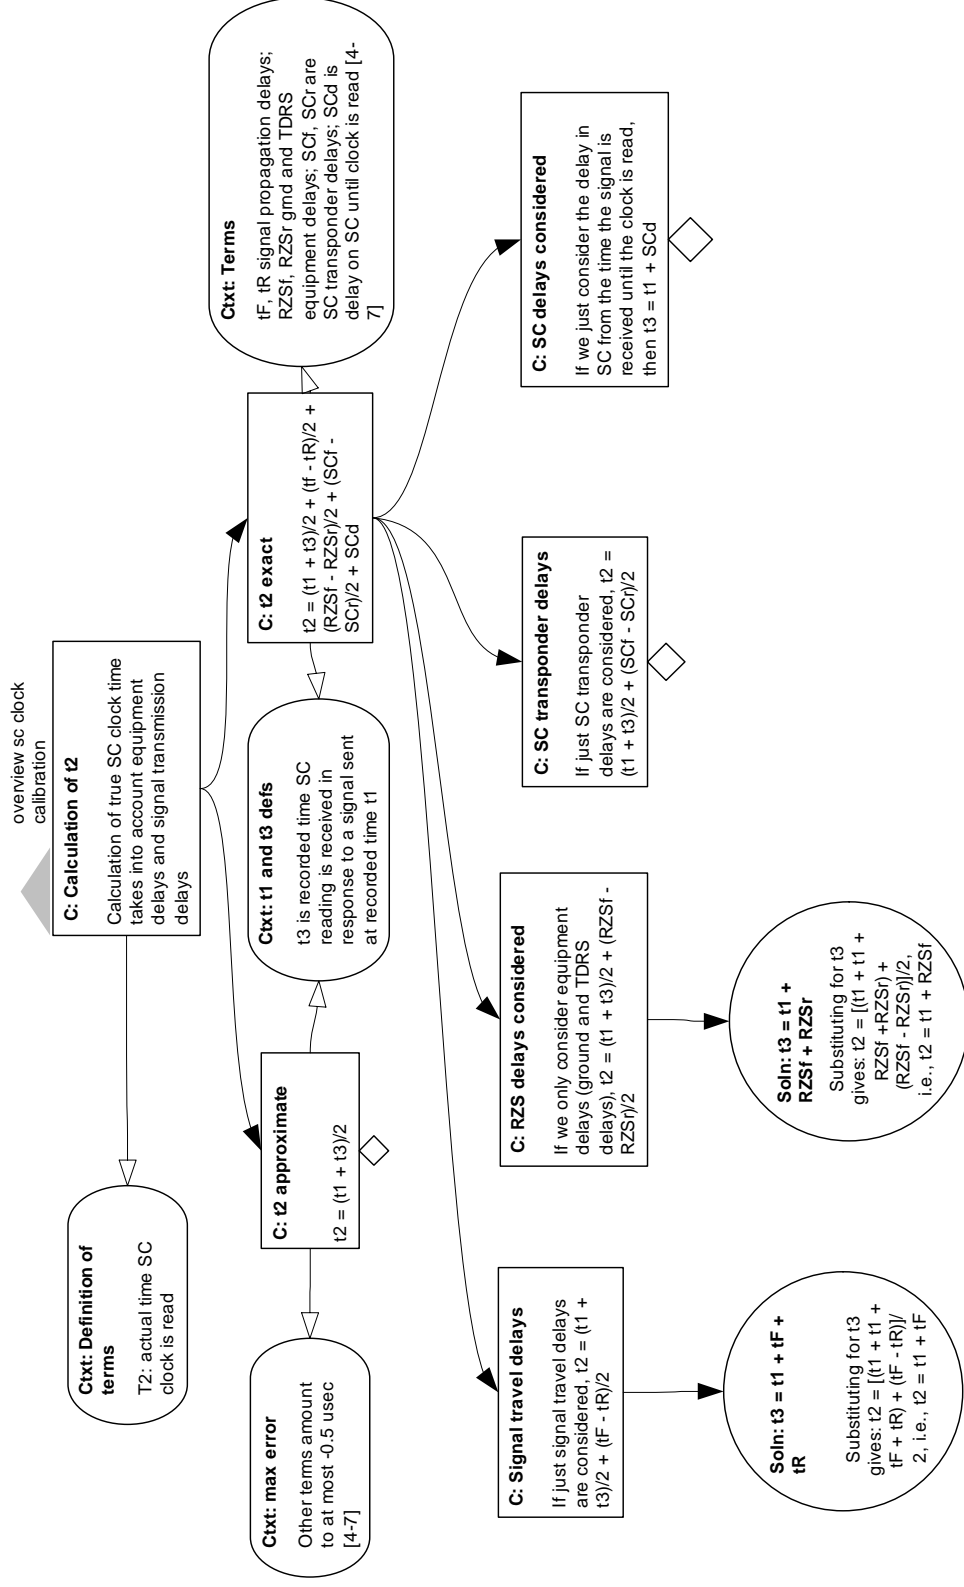 overview sc clock
calibration
C: Calculation of t2
Calculation of true SC clock time
takes into account equipment
delays and signal transmission
delays
Ctxt: Definition of
terms
T2: actual time SC
clock is read
C: t2 approximate
t2 = (t1 + t3)/2
Ctxt: max error
Other terms amount
to at most -0.5 usec
[4-7]
Ctxt: t1 and t3 defs
t3 is recorded time SC
reading is received in
response to a signal sent
at recorded time t1
C: t2 exact
t2 = (t1 + t3)/2 + (tf - tR)/2 +
(RZSf - RZSr)/2 + (SCf -
SCr)/2 + SCd
Ctxt: Terms
tF, tR signal propagation delays;
RZSf, RZSr grnd and TDRS
equipment delays; SCf, SCr are
SC transponder delays; SCd is
delay on SC until clock is read [4-
7]
C: Signal travel delays
If just signal travel delays
are considered, t2 = (t1 +
t3)/2 + (tF - tR)/2
C: RZS delays considered
If we only consider equipment
delays (ground and TDRS
delays), t2 = (t1 + t3)/2 + (RZSf -
RZSr)/2
C: SC transponder delays
If just SC transponder
delays are considered, t2 =
(t1 + t3)/2 + (SCf - SCr)/2
C: SC delays considered
If we just consider the delay in
SC from the time the signal is
received until the clock is read,
then t3 = t1 + SCd
Soln: t3 = t1 + tF +
tR
Substituting for t3
gives: t2 = [(t1 + t1 +
tF + tR) + (tF - tR)]/
2, i.e., t2 = t1 + tF
Soln: t3 = t1 +
RZSf + RZSr
Substituting for t3
gives: t2 = [(t1 + t1 +
RZSf +RZSr) +
(RZSf - RZSr)]/2,
i.e., t2 = t1 + RZSf